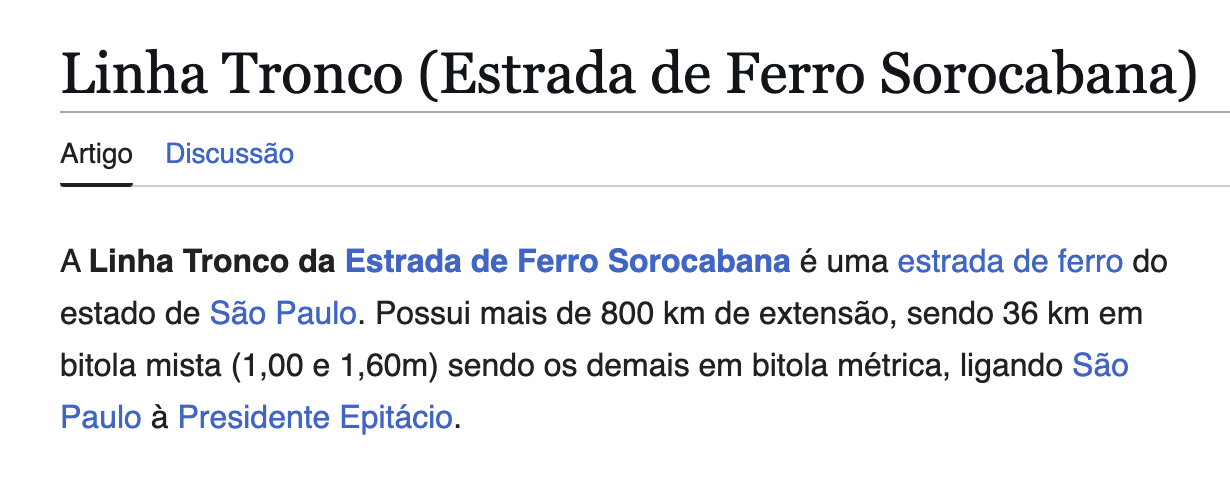 Linha Tronco (Estrada de Ferro Sorocabana)
Artigo Discussão
A Linha Tronco da Estrada de Ferro Sorocabana é uma estrada de ferro do
estado de São Paulo. Possui mais de 800 km de extensão, sendo 36 km em
bitola mista (1,00 e 1,60m) sendo os demais em bitola métrica, ligando São
Paulo à Presidente Epitácio.